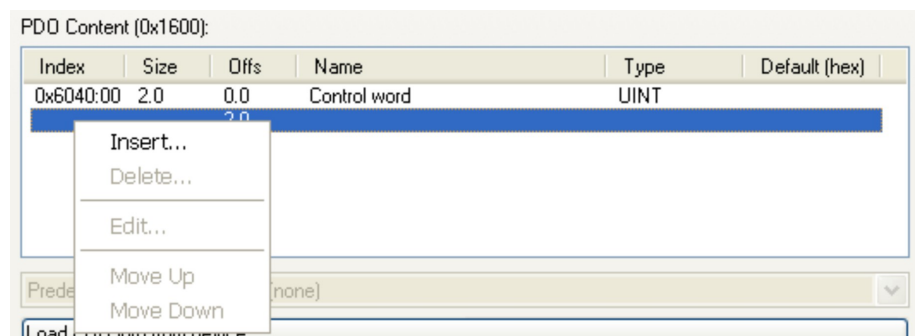 PDO Content (0x1600):
Index Size Offs Name Type Default (hex)
0x6040:00 2.0 0.0 Control word UINT
2.0
Insert...
Delete...
Edit...
Move Up
Prede (none)
Move Down
Load